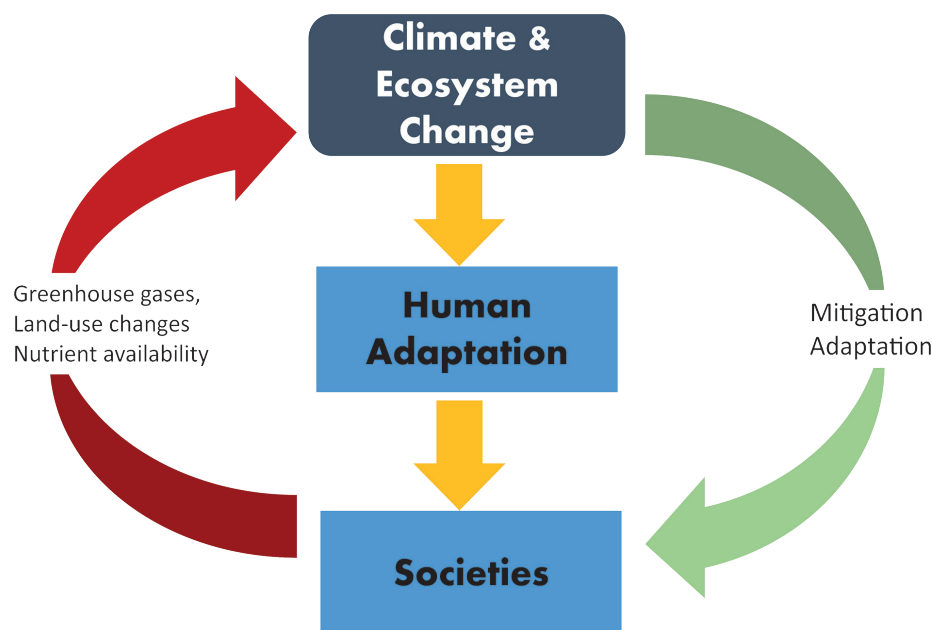 Climate &
Ecosystem
Change
Greenhouse gases,
Land-use changes
Nutrient availability
Human
Adaptation
Mitigation
Adaptation
Societies